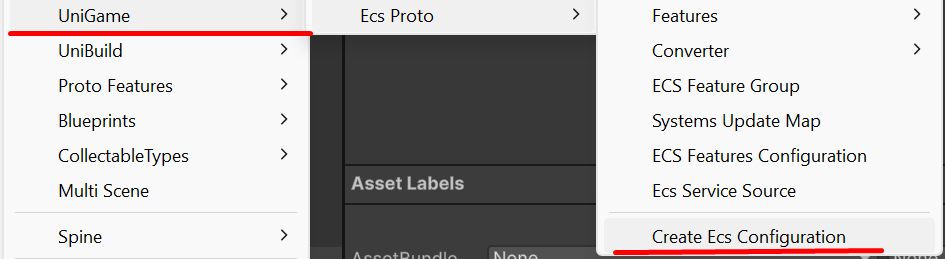 UniGame
UniBuild
Proto Features
Blueprints
CollectableTypes
Multi Scene
Spine
Ecs Proto
Asset Labels
AssetBundle
None
Features
Converter
ECS Feature Group
Systems Update Map
ECS Features Configuration
Ecs Service Source
Create Ecs Configuration
None